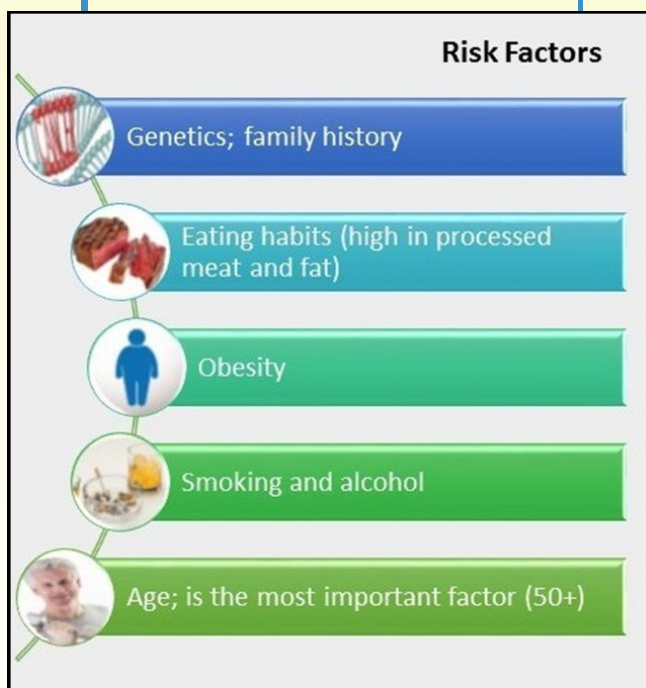 Risk Factors
Genetics; family history
Eating habits (high in processed
meat and fat)
Obesity
Smoking and alcohol
Age; is the most important factor (50+)